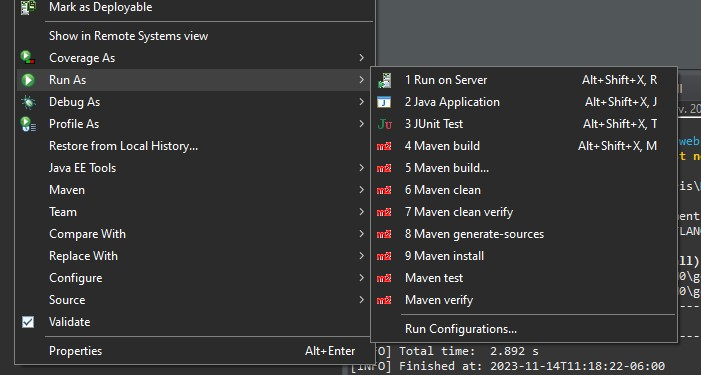 Mark as Deployable
Show in Remote Systems view
Coverage As
Run As
Debug As
Profile As
Restore from Local History...
Java EE Tools
Maven
Team
Compare With
Replace With
Configure
Source
Validate
Properties Alt+Enter
1 Run on Server Alt+Shift+X, R
2 Java Application Alt+Shift+X, J
3 JUnit Test Alt+Shift+X, T
4 Maven build Alt+Shift+X, M
5 Maven build...
6 Maven clean
7 Maven clean verify
8 Maven generate-sources
9 Maven install
Maven test
Maven verify
Run Configurations...
[INFO] Total time: 2.892 s
[INFO] Finished at: 2023-11-14T11:18:22-06:00